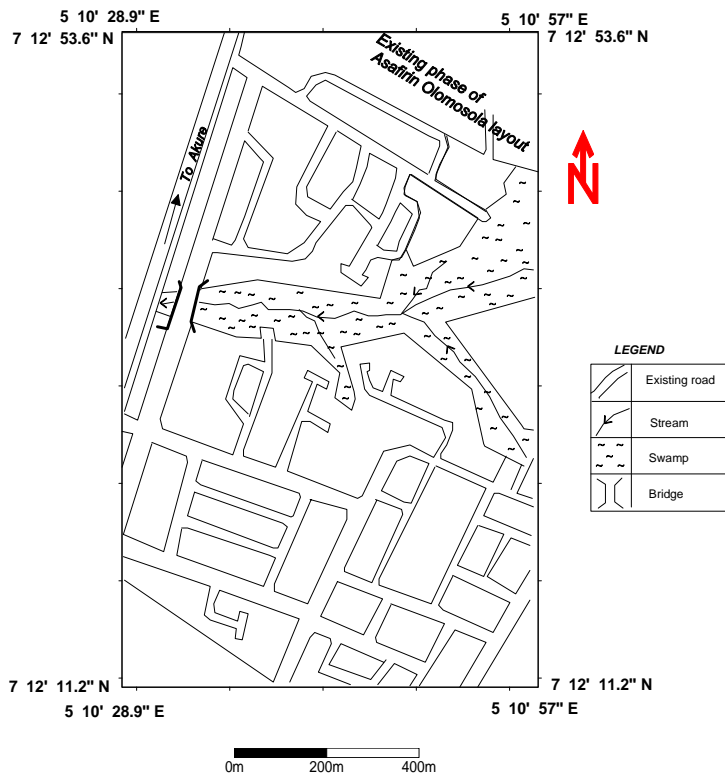 5 10' 28.9" E
5 10' 57" E
7 12' 53.6" N
7 12' 53.6" N
Existing phase of
Asafirin Olomosola layout
To Akure
N
LEGEND
Existing road
Stream
Swamp
Bridge
7 12' 11.2" N
7 12' 11.2" N
5 10' 28.9" E
5 10' 57" E
0m
200m
400m